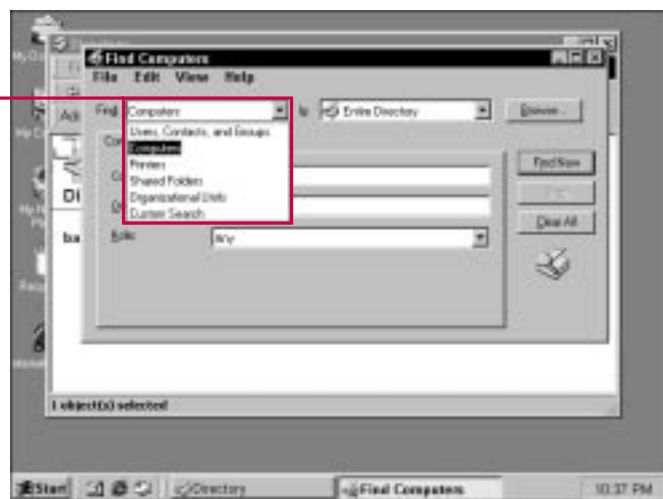 Find Computers
File Edit View Help
Find: Computers In: Entire Directory Browse...
Users, Contacts, and Groups
Computers
Printers
Shared Folders
Organizational Units
Custom Search
Find Now
Clear All
Role: Any
1 object(s) selected
Start Directory Find Computers 10:37 PM